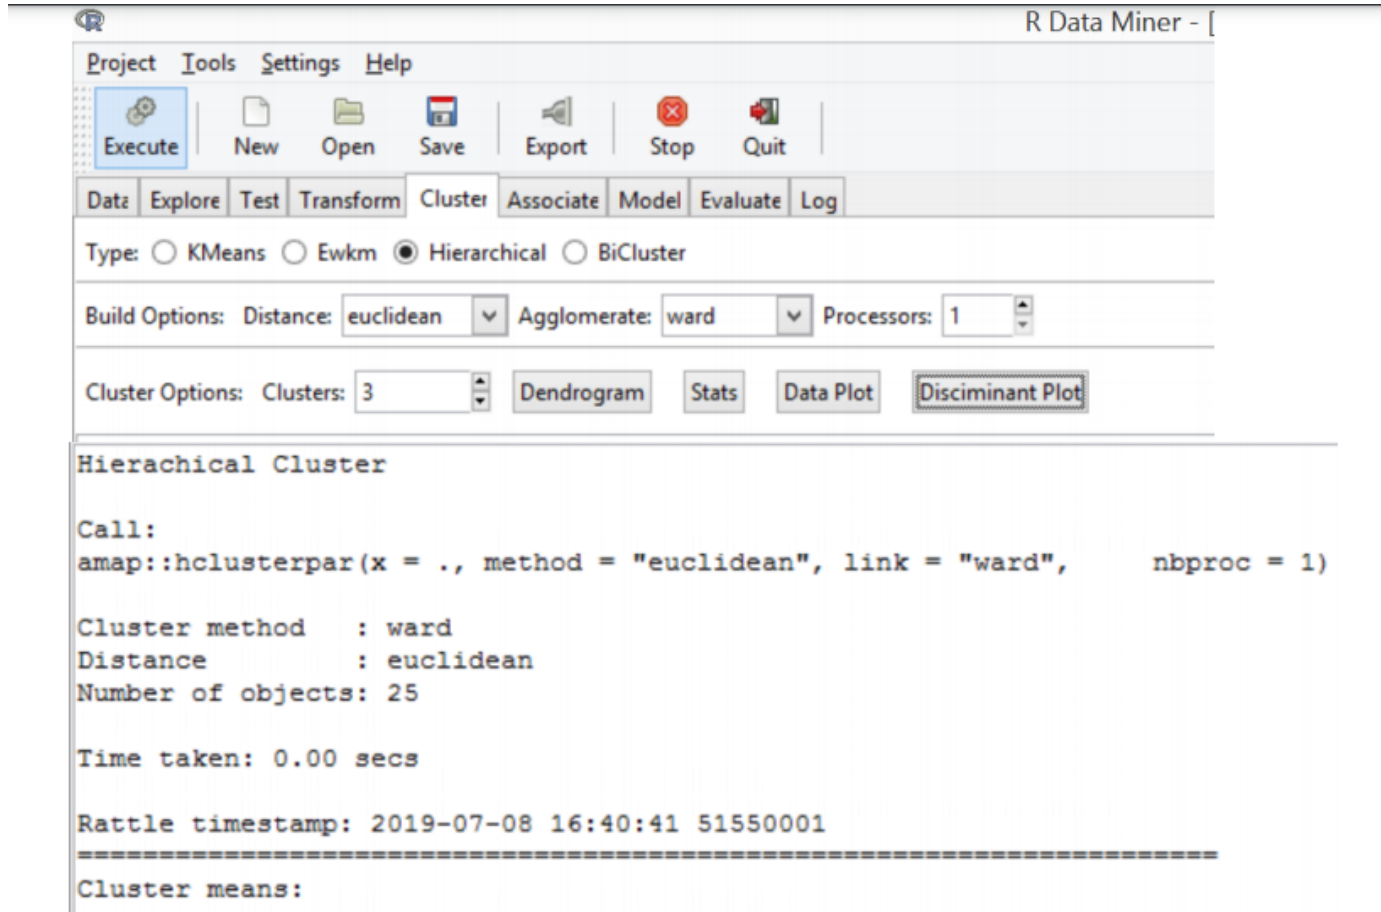 R Data Miner - [
Project Tools Settings Help
Execute New Open Save Export Stop Quit
Data Explore Test Transform Cluster Associate Model Evaluate Log
Type: KMeans Ewkm Hierarchical BiCluster
Build Options: Distance: euclidean Agglomerate: ward Processors: 1
Cluster Options: Clusters: 3 Dendrogram Stats Data Plot Disciminant Plot
Hierachical Cluster
Call:
amap::hclusterpar(x = ., method = "euclidean", link = "ward", nbproc = 1)
Cluster method : ward
Distance : euclidean
Number of objects: 25
Time taken: 0.00 secs
Rattle timestamp: 2019-07-08 16:40:41 51550001
======================================================================
Cluster means: